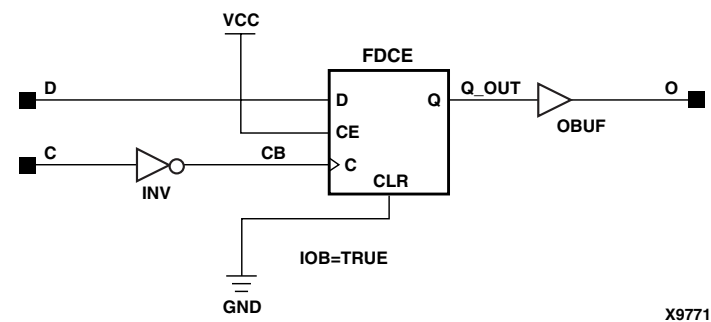 VCC
FDCE
D
D
Q
Q_OUT
O
CE
OBUF
C
CB
C
INV
CLR
IOB=TRUE
GND
X9771